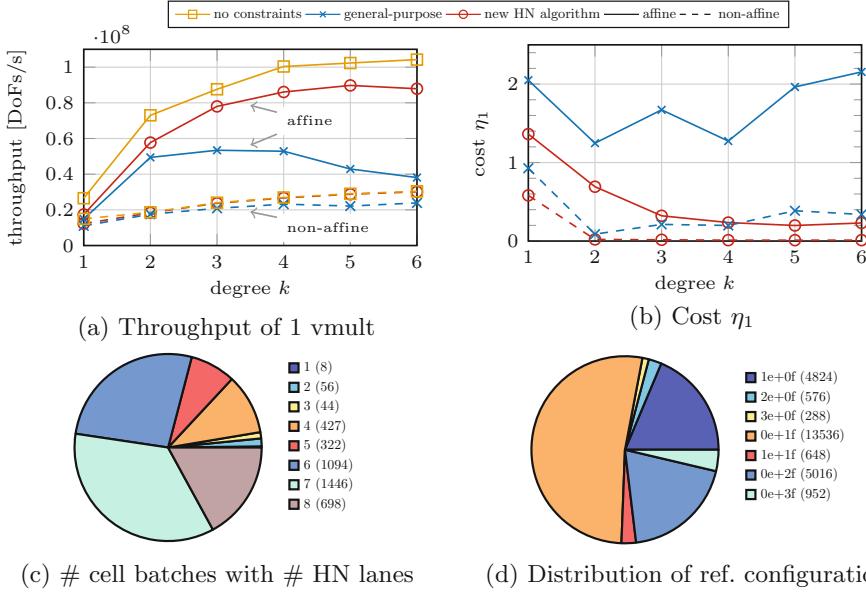 no constraints general-purpose new HN algorithm affine non-affine
·10⁸
throughput [DoFs/s]
1
0.8
0.6
0.4
0.2
0
affine
non-affine
1 2 3 4 5 6
degree k
(a) Throughput of 1 vmult
cost η₁
2
1
0
1 2 3 4 5 6
degree k
(b) Cost η₁
1 (8)
2 (56)
3 (44)
4 (427)
5 (322)
6 (1094)
7 (1446)
8 (698)
(c) # cell batches with # HN lanes
1e+0f (4824)
2e+0f (576)
3e+0f (288)
0e+1f (13536)
1e+1f (648)
0e+2f (5016)
0e+3f (952)
(d) Distribution of ref. configuratio